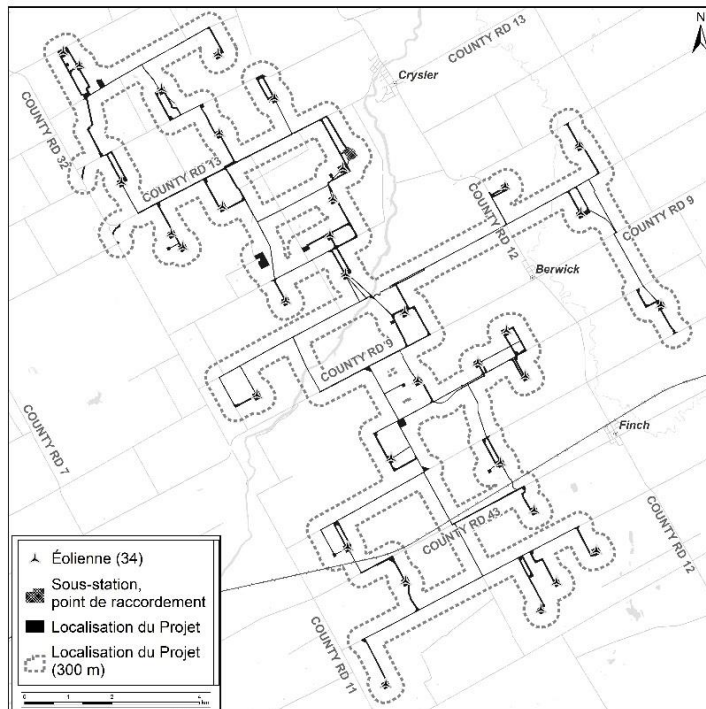 N
COUNTY RD 13
Crysler
COUNTY RD 32
COUNTY RD 13
COUNTY RD 12
COUNTY RD 9
Berwick
COUNTY RD 9
COUNTY RD 7
Finch
COUNTY RD 43
COUNTY RD 12
COUNTY RD 11
Éolienne (34)
Sous-station,
point de raccordement
Localisation du Projet
Localisation du Projet
(300 m)
0 1 2 4